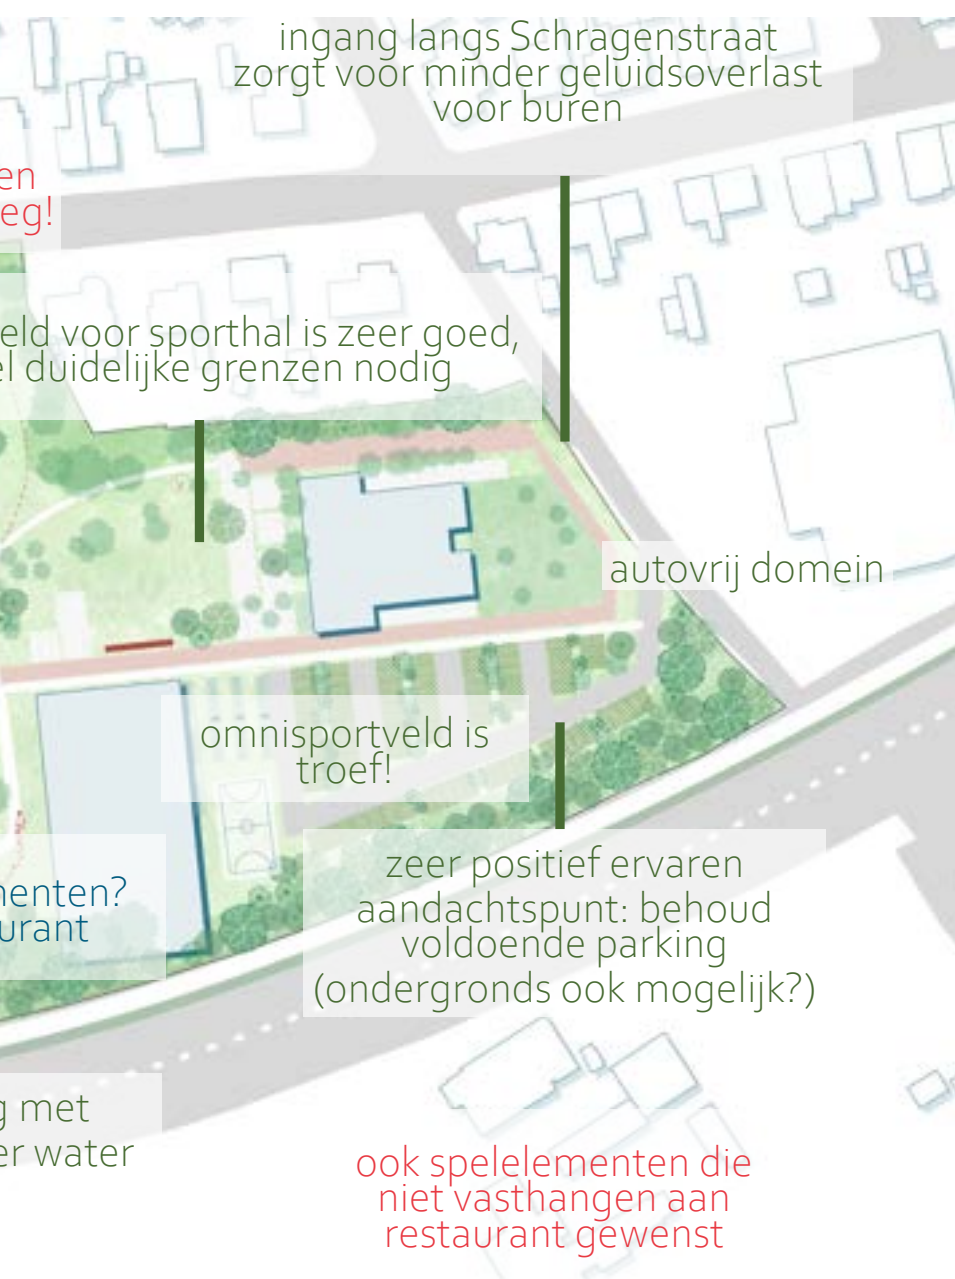 ingang langs Schragenstraat
zorgt voor minder geluidsoverlast
voor buren
en
eg!
eld voor sporthal is zeer goed,
el duidelijke grenzen nodig
autovrij domein
omnisportveld is
troef!
zeer positief ervaren
aandachtspunt: behoud
voldoende parking
(ondergronds ook mogelijk?)
menten?
urant
g met
er water
ook spelelementen die
niet vasthangen aan
restaurant gewenst